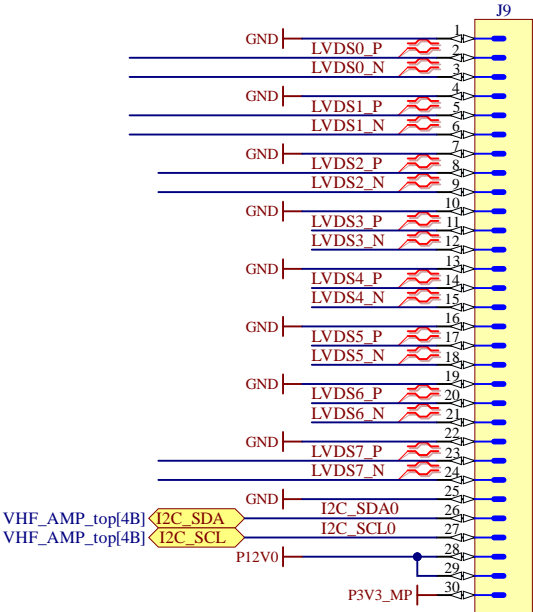 J9
1
GND
LVDS0_P
2
LVDS0_N
3
4
GND
LVDS1_P
5
LVDS1_N
6
7
GND
LVDS2_P
8
LVDS2_N
9
10
GND
LVDS3_P
11
LVDS3_N
12
13
GND
LVDS4_P
14
LVDS4_N
15
16
GND
LVDS5_P
17
LVDS5_N
18
19
GND
LVDS6_P
20
LVDS6_N
21
22
GND
LVDS7_P
23
LVDS7_N
24
25
GND
VHF_AMP_top[4B] I2C_SDA I2C_SDA0 26
VHF_AMP_top[4B] I2C_SCL I2C_SCL0 27
P12V0 28
29
P3V3_MP 30